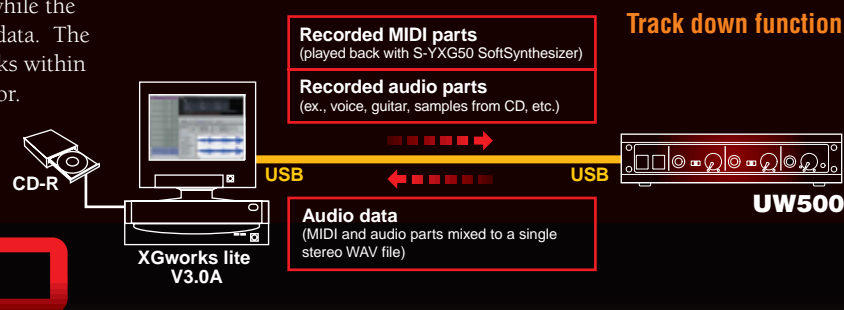 while the
data. The
ks within
or.
Track down function
Recorded MIDI parts
(played back with S-YXG50 SoftSynthesizer)
Recorded audio parts
(ex., voice, guitar, samples from CD, etc.)
CD-R
USB
USB
UW500
XGworks lite
V3.0A
Audio data
(MIDI and audio parts mixed to a single
stereo WAV file)